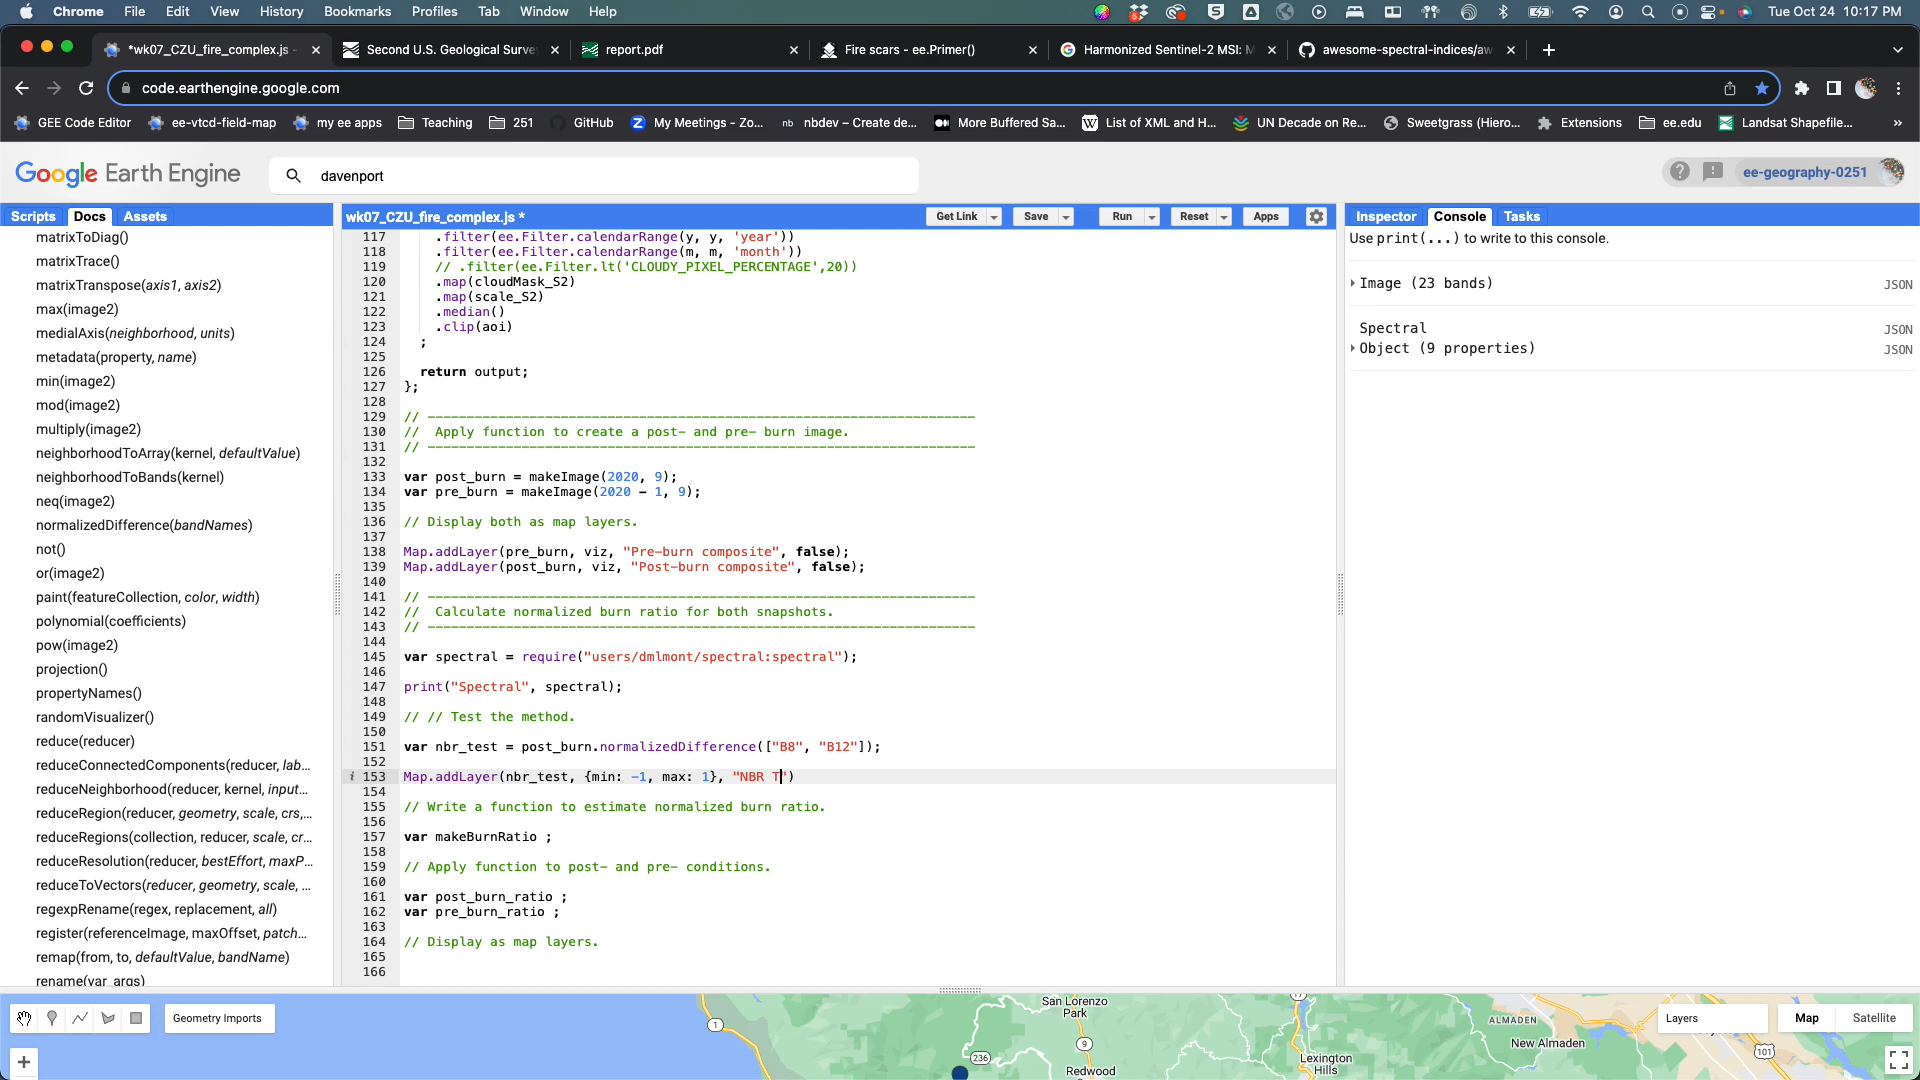 Chrome File Edit View History Bookmarks Profiles Tab Window Help Tue Oct 24 10:17 PM
*wk07_CZU_fire_complex.js - Second U.S. Geological Surve report.pdf Fire scars - ee.Primer() Harmonized Sentinel-2 MSI: M awesome-spectral-indices/aw
code.earthengine.google.com
GEE Code Editor ee-vtcd-field-map my ee apps Teaching 251 GitHub My Meetings - Zo... nb nbdev – Create de... More Buffered Sa... W List of XML and H... UN Decade on Re... Sweetgrass (Hiero... Extensions ee.edu Landsat Shapefile... »
Google Earth Engine davenport ee-geography-0251
Scripts Docs Assets
matrixToDiag()
matrixTrace()
matrixTranspose(axis1, axis2)
max(image2)
medialAxis(neighborhood, units)
metadata(property, name)
min(image2)
mod(image2)
multiply(image2)
neighborhoodToArray(kernel, defaultValue)
neighborhoodToBands(kernel)
neq(image2)
normalizedDifference(bandNames)
not()
or(image2)
paint(featureCollection, color, width)
polynomial(coefficients)
pow(image2)
projection()
propertyNames()
randomVisualizer()
reduce(reducer)
reduceConnectedComponents(reducer, lab...
reduceNeighborhood(reducer, kernel, input...
reduceRegion(reducer, geometry, scale, crs,...
reduceRegions(collection, reducer, scale, cr...
reduceResolution(reducer, bestEffort, maxP...
reduceToVectors(reducer, geometry, scale, ...
regexpRename(regex, replacement, all)
register(referenceImage, maxOffset, patch...
remap(from, to, defaultValue, bandName)
rename(var_args)
wk07_CZU_fire_complex.js * Get Link Save Run Reset Apps
117 .filter(ee.Filter.calendarRange(y, y, 'year'))
118 .filter(ee.Filter.calendarRange(m, m, 'month'))
119 // .filter(ee.Filter.lt('CLOUDY_PIXEL_PERCENTAGE',20))
120 .map(cloudMask_S2)
121 .map(scale_S2)
122 .median()
123 .clip(aoi)
124 ;
125
126 return output;
127 };
128
129 // ----------------------------------------------------------------------
130 // Apply function to create a post- and pre- burn image.
131 // ----------------------------------------------------------------------
132
133 var post_burn = makeImage(2020, 9);
134 var pre_burn = makeImage(2020 - 1, 9);
135
136 // Display both as map layers.
137
138 Map.addLayer(pre_burn, viz, "Pre-burn composite", false);
139 Map.addLayer(post_burn, viz, "Post-burn composite", false);
140
141 // ----------------------------------------------------------------------
142 // Calculate normalized burn ratio for both snapshots.
143 // ----------------------------------------------------------------------
144
145 var spectral = require("users/dmlmont/spectral:spectral");
146
147 print("Spectral", spectral);
148
149 // // Test the method.
150
151 var nbr_test = post_burn.normalizedDifference(["B8", "B12"]);
152
i 153 Map.addLayer(nbr_test, {min: -1, max: 1}, "NBR T")
154
155 // Write a function to estimate normalized burn ratio.
156
157 var makeBurnRatio ;
158
159 // Apply function to post- and pre- conditions.
160
161 var post_burn_ratio ;
162 var pre_burn_ratio ;
163
164 // Display as map layers.
165
166
Inspector Console Tasks
Use print(...) to write to this console.
Image (23 bands) JSON
Spectral JSON
Object (9 properties) JSON
Geometry Imports
Layers Map Satellite
San Lorenzo
Park
1
17
9
236
ALMADEN
New Almaden
101
Lexington
Hills
Redwood
+